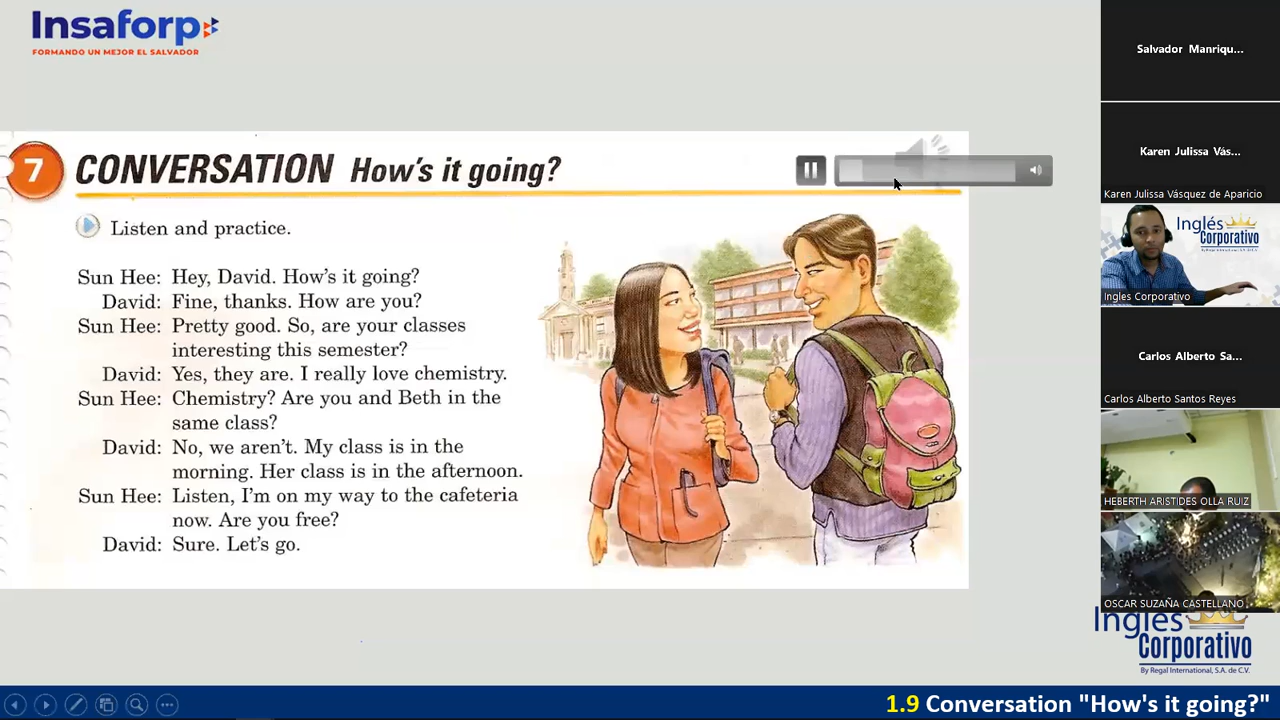 Insaforp
FORMANDO UN MEJOR EL SALVADOR
7 CONVERSATION How's it going?
Listen and practice.
Sun Hee: Hey, David. How's it going?
David: Fine, thanks. How are you?
Sun Hee: Pretty good. So, are your classes
interesting this semester?
David: Yes, they are. I really love chemistry.
Sun Hee: Chemistry? Are you and Beth in the
same class?
David: No, we aren't. My class is in the
morning. Her class is in the afternoon.
Sun Hee: Listen, I'm on my way to the cafeteria
now. Are you free?
David: Sure. Let's go.
Salvador Manriqu...
Karen Julissa Vás...
Karen Julissa Vásquez de Aparicio
Inglés
Corporativo
Ingles Corporativo
Carlos Alberto Sa...
Carlos Alberto Santos Reyes
HEBERTH ARISTIDES OLLA RUIZ
OSCAR SUZAÑA CASTELLANO
Inglés
Corporativo
By Regal International, S.A. de C.V.
1.9 Conversation "How's it going?"